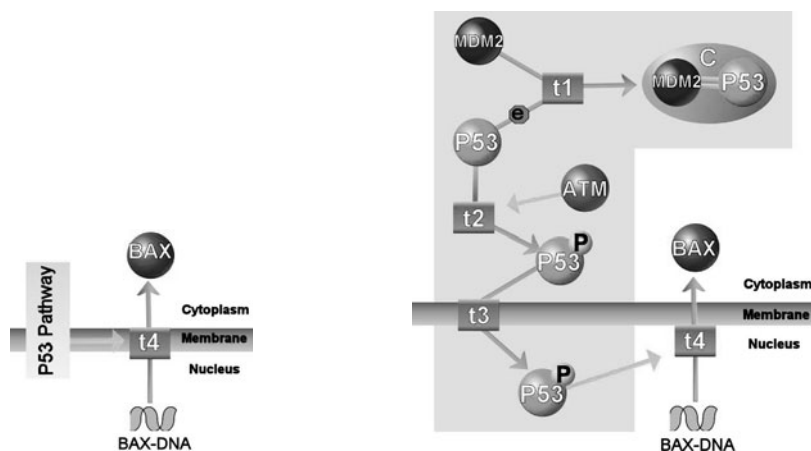 BAX
P53 Pathway
Cytoplasm
t4
Membrane
Nucleus
BAX-DNA
MDM2
t1
C
MDM2
P53
e
P53
ATM
t2
P
P53
BAX
Cytoplasm
t3
Membrane
t4
Nucleus
P
P53
BAX-DNA